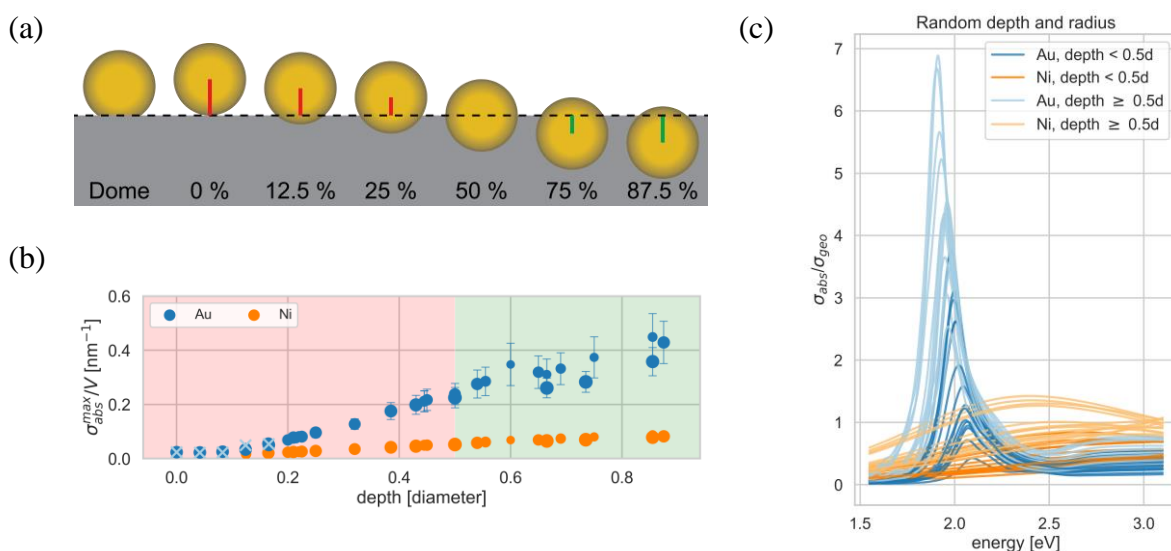 (a)
Dome 0 % 12.5 % 25 % 50 % 75 % 87.5 %
(b)
0.6
0.4
0.2
0.0
σ_abs^max/V [nm⁻¹]
Au Ni
0.0 0.2 0.4 0.6 0.8
depth [diameter]
(c)
Random depth and radius
7
6
5
4
3
2
1
0
σ_abs/σ_geo
Au, depth < 0.5d
Ni, depth < 0.5d
Au, depth ≥ 0.5d
Ni, depth ≥ 0.5d
1.5 2.0 2.5 3.0
energy [eV]